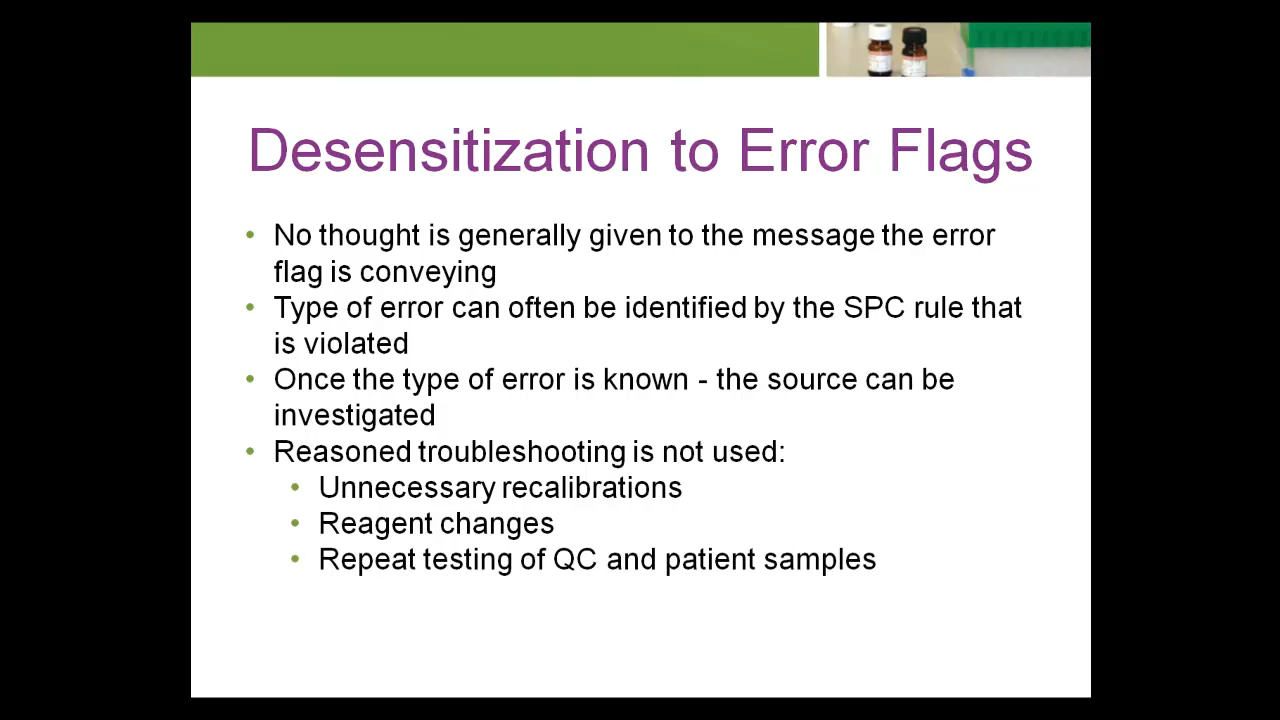 Desensitization to Error Flags
• No thought is generally given to the message the error
flag is conveying
• Type of error can often be identified by the SPC rule that
is violated
• Once the type of error is known - the source can be
investigated
• Reasoned troubleshooting is not used:
• Unnecessary recalibrations
• Reagent changes
• Repeat testing of QC and patient samples